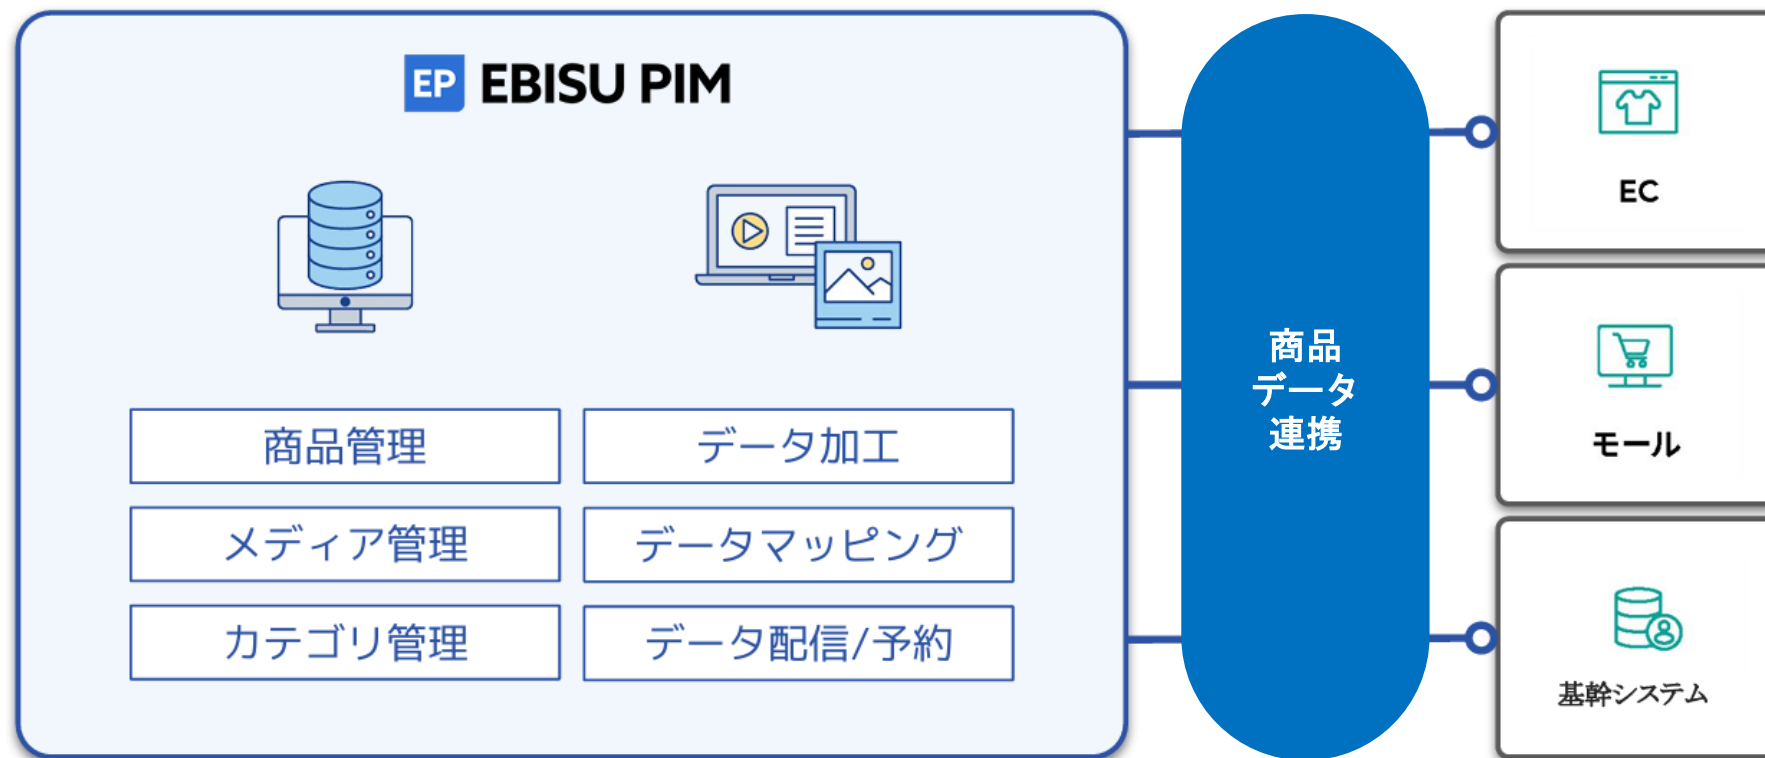 EP EBISU PIM
商品管理
データ加工
メディア管理
データマッピング
カテゴリ管理
データ配信/予約
商品
データ
連携
EC
モール
基幹システム